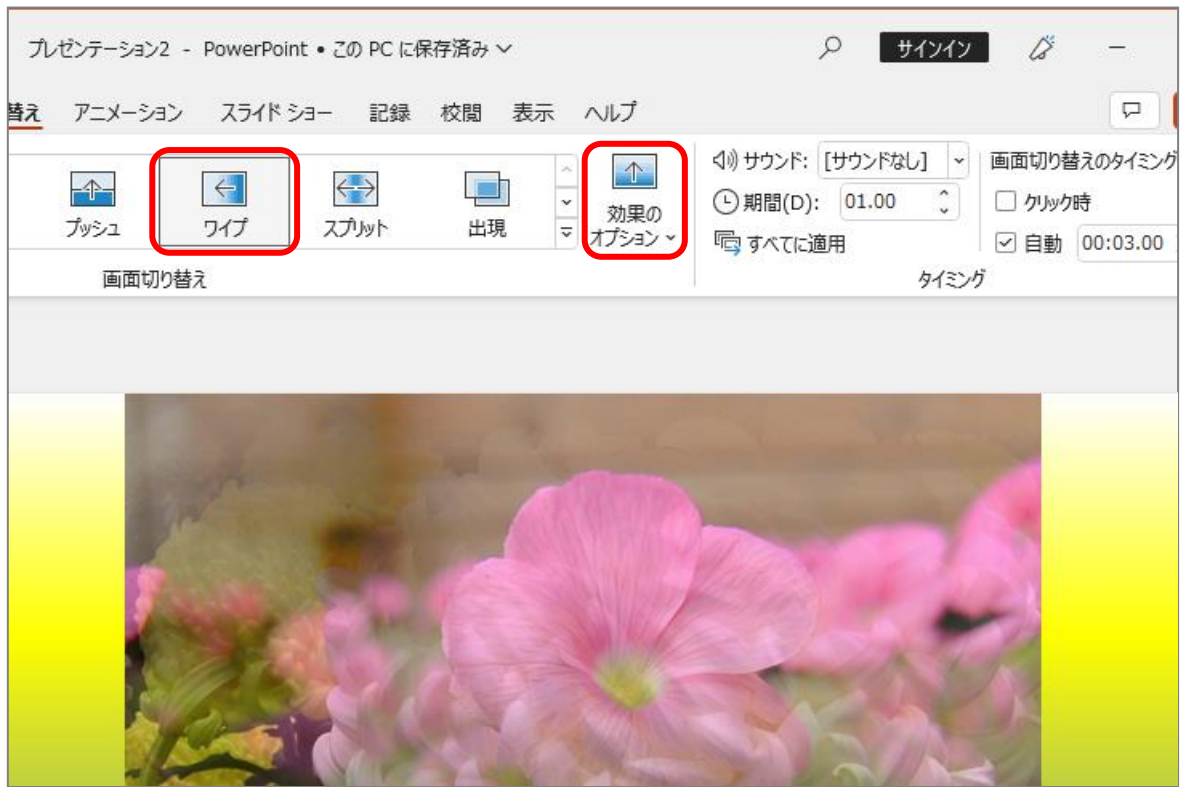 プレゼンテーション2 - PowerPoint • この PC に保存済み
サインイン
替え アニメーション スライド ショー 記録 校閲 表示 ヘルプ
プッシュ ワイプ スプリット 出現
効果の
オプション
サウンド: [サウンドなし]
期間(D): 01.00
すべてに適用
画面切り替えのタイミング
クリック時
自動 00:03.00
画面切り替え
タイミング